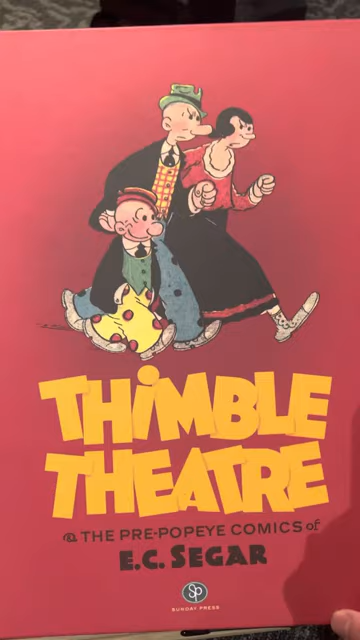 THiMBLE
THEATRE
& THE PRE-POPEYE COMICS of
E.C. SEGAR
SP
SUNDAY PRESS